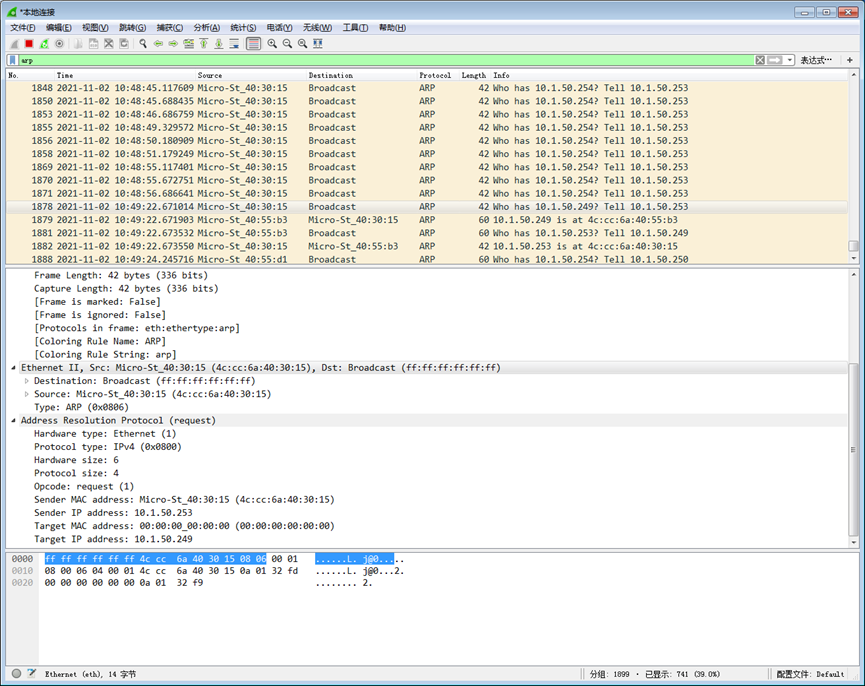 *本地连接
文件(F) 编辑(E) 视图(V) 跳转(G) 捕获(C) 分析(A) 统计(S) 电话(Y) 无线(W) 工具(T) 帮助(H)
arp 表达式… +
No. Time Source Destination Protocol Length Info
1848 2021-11-02 10:48:45.117609 Micro-St_40:30:15 Broadcast ARP 42 Who has 10.1.50.254? Tell 10.1.50.253
1850 2021-11-02 10:48:45.688435 Micro-St_40:30:15 Broadcast ARP 42 Who has 10.1.50.254? Tell 10.1.50.253
1853 2021-11-02 10:48:46.686759 Micro-St_40:30:15 Broadcast ARP 42 Who has 10.1.50.254? Tell 10.1.50.253
1855 2021-11-02 10:48:49.329572 Micro-St_40:30:15 Broadcast ARP 42 Who has 10.1.50.254? Tell 10.1.50.253
1856 2021-11-02 10:48:50.180909 Micro-St_40:30:15 Broadcast ARP 42 Who has 10.1.50.254? Tell 10.1.50.253
1858 2021-11-02 10:48:51.179249 Micro-St_40:30:15 Broadcast ARP 42 Who has 10.1.50.254? Tell 10.1.50.253
1869 2021-11-02 10:48:55.117401 Micro-St_40:30:15 Broadcast ARP 42 Who has 10.1.50.254? Tell 10.1.50.253
1870 2021-11-02 10:48:55.672751 Micro-St_40:30:15 Broadcast ARP 42 Who has 10.1.50.254? Tell 10.1.50.253
1871 2021-11-02 10:48:56.686641 Micro-St_40:30:15 Broadcast ARP 42 Who has 10.1.50.254? Tell 10.1.50.253
1878 2021-11-02 10:49:22.671014 Micro-St_40:30:15 Broadcast ARP 42 Who has 10.1.50.249? Tell 10.1.50.253
1879 2021-11-02 10:49:22.671903 Micro-St_40:55:b3 Micro-St_40:30:15 ARP 60 10.1.50.249 is at 4c:cc:6a:40:55:b3
1881 2021-11-02 10:49:22.673532 Micro-St_40:55:b3 Broadcast ARP 60 Who has 10.1.50.253? Tell 10.1.50.249
1882 2021-11-02 10:49:22.673550 Micro-St_40:30:15 Micro-St_40:55:b3 ARP 42 10.1.50.253 is at 4c:cc:6a:40:30:15
1888 2021-11-02 10:49:24.245716 Micro-St_40:55:d1 Broadcast ARP 60 Who has 10.1.50.254? Tell 10.1.50.250
Frame Length: 42 bytes (336 bits)
Capture Length: 42 bytes (336 bits)
[Frame is marked: False]
[Frame is ignored: False]
[Protocols in frame: eth:ethertype:arp]
[Coloring Rule Name: ARP]
[Coloring Rule String: arp]
Ethernet II, Src: Micro-St_40:30:15 (4c:cc:6a:40:30:15), Dst: Broadcast (ff:ff:ff:ff:ff:ff)
Destination: Broadcast (ff:ff:ff:ff:ff:ff)
Source: Micro-St_40:30:15 (4c:cc:6a:40:30:15)
Type: ARP (0x0806)
Address Resolution Protocol (request)
Hardware type: Ethernet (1)
Protocol type: IPv4 (0x0800)
Hardware size: 6
Protocol size: 4
Opcode: request (1)
Sender MAC address: Micro-St_40:30:15 (4c:cc:6a:40:30:15)
Sender IP address: 10.1.50.253
Target MAC address: 00:00:00_00:00:00 (00:00:00:00:00:00)
Target IP address: 10.1.50.249
0000 ff ff ff ff ff ff 4c cc 6a 40 30 15 08 06 00 01 ......L. j@0.....
0010 08 00 06 04 00 01 4c cc 6a 40 30 15 0a 01 32 fd ......L. j@0...2.
0020 00 00 00 00 00 00 0a 01 32 f9 ........ 2.
Ethernet (eth), 14 字节 分组: 1899 · 已显示: 741 (39.0%) 配置文件: Default